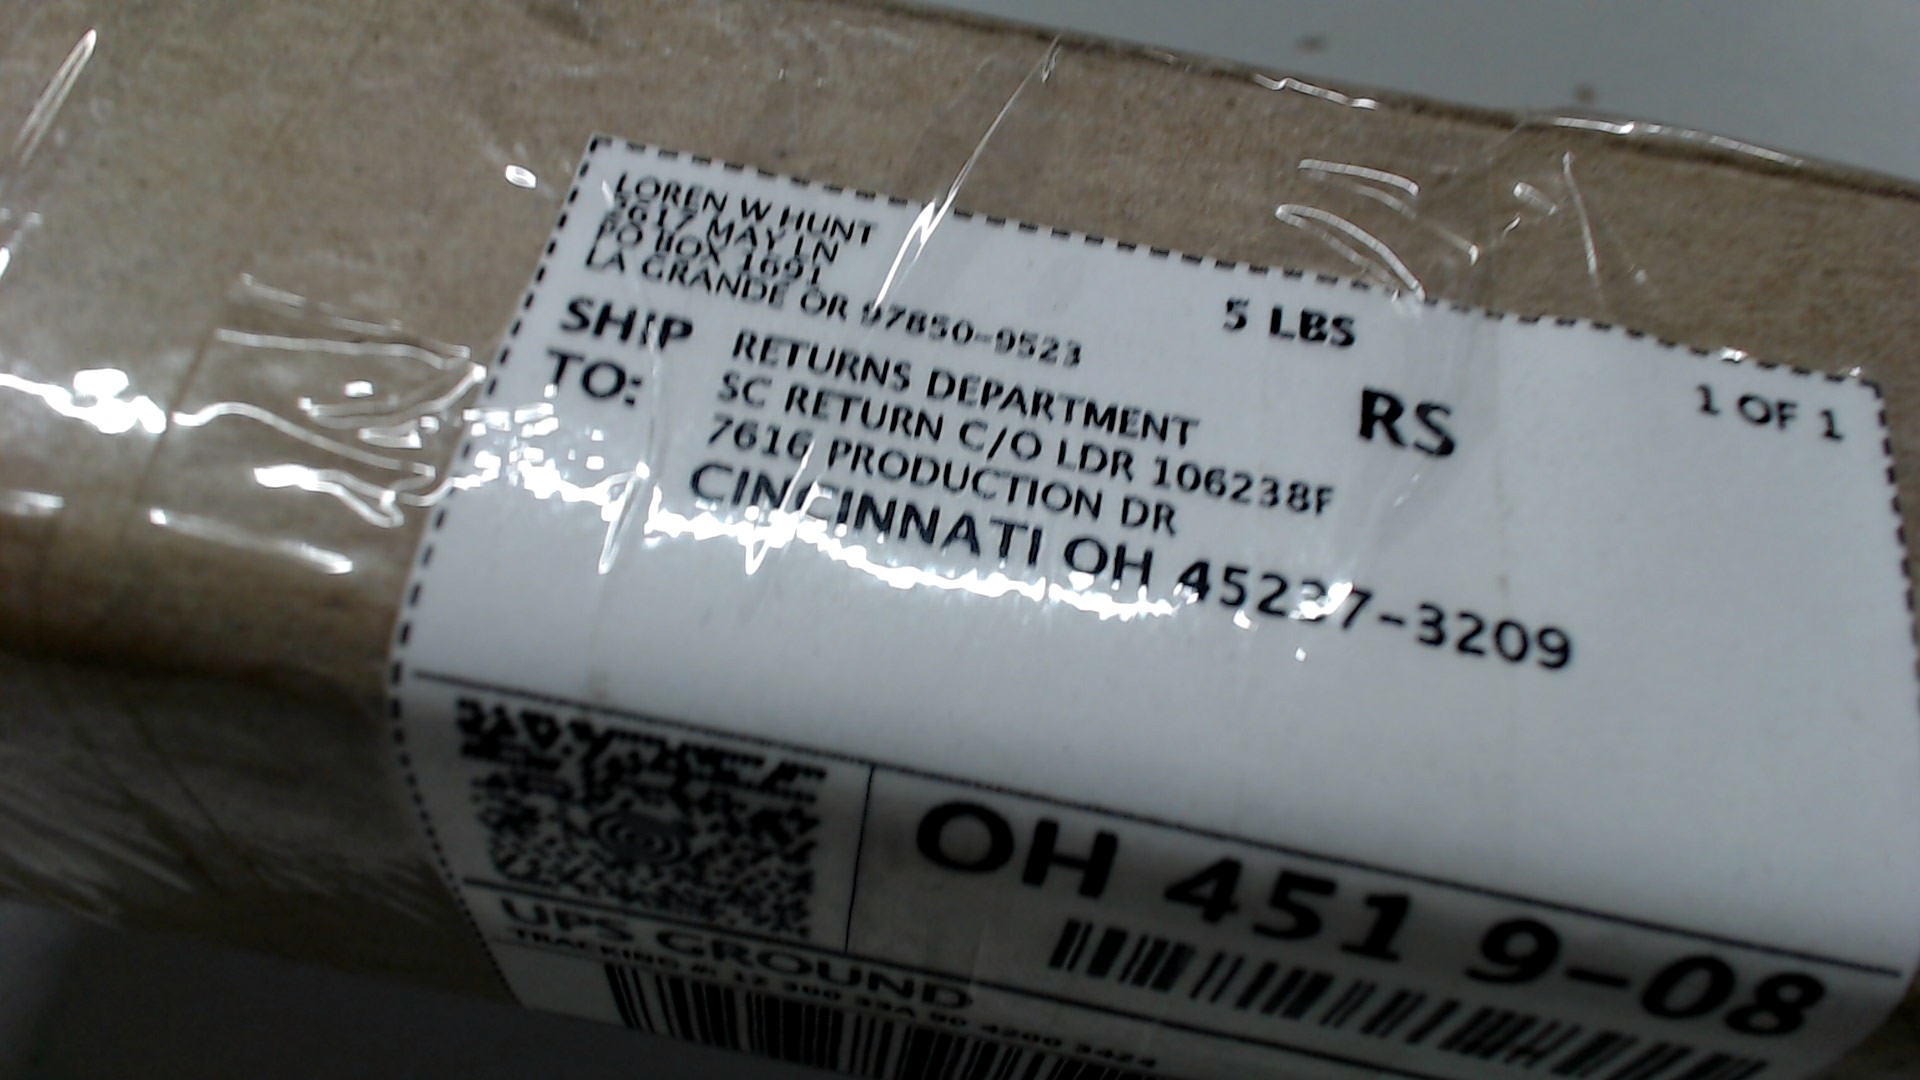 LOREN W HUNT
MAY LN
PO BOX 1691
LA GRANDE OR 97850-9523
5 LBS
1 OF 1
RS
SHIP TO:
RETURNS DEPARTMENT
SC RETURN C/O LDR 106238F
7616 PRODUCTION DR
CINCINNATI OH 45237-3209
OH 451 9-08
UPS GROUND
TRACKING #: